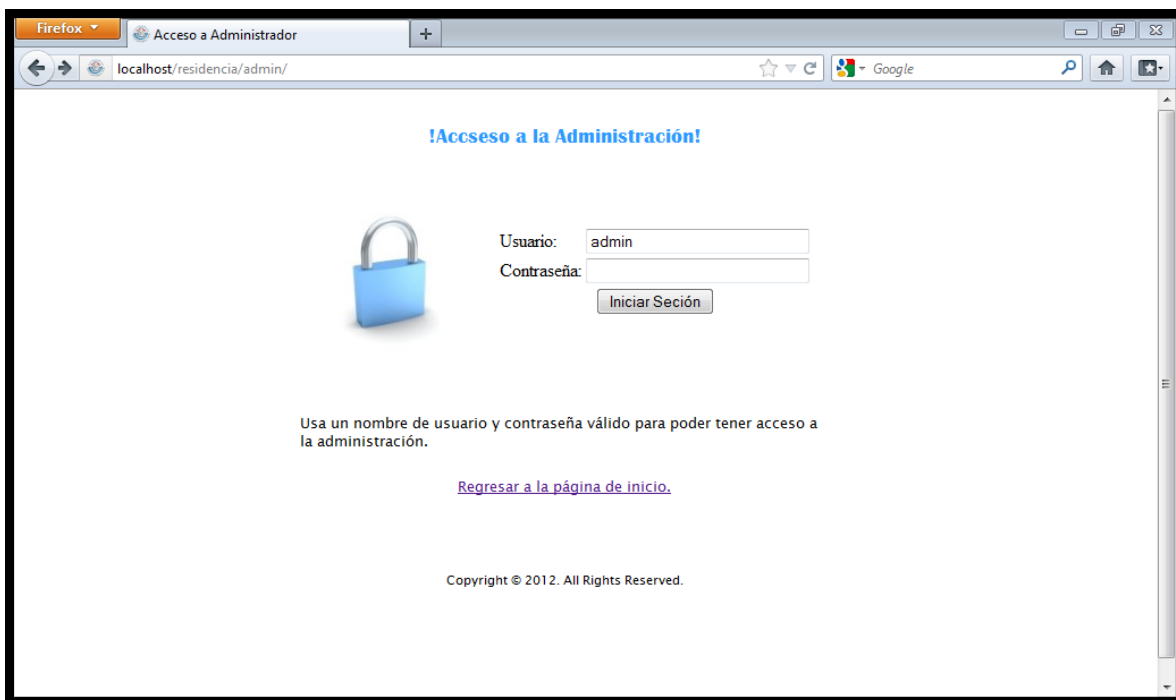 Firefox
Acceso a Administrador
localhost/residencia/admin/
Google
!Accseso a la Administración!
Usuario: admin
Contraseña:
Iniciar Seción
Usa un nombre de usuario y contraseña válido para poder tener acceso a
la administración.
Regresar a la página de inicio.
Copyright © 2012. All Rights Reserved.